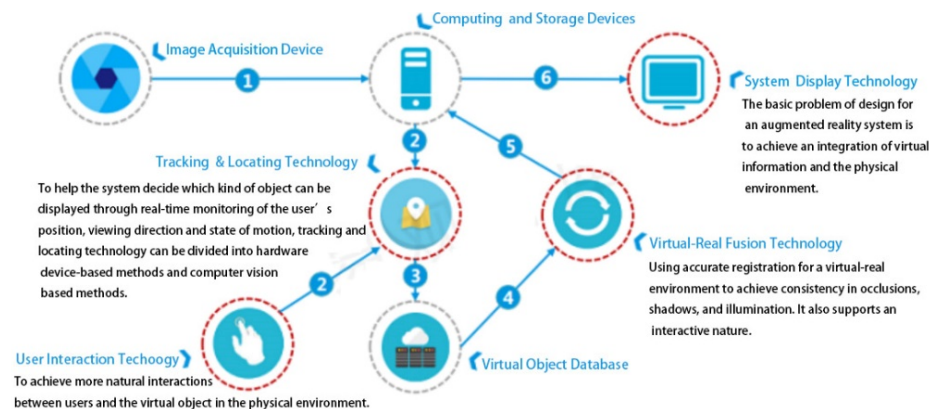 Computing and Storage Devices
Image Acquisition Device
1
6
System Display Technology
The basic problem of design for
an augmented reality system is
to achieve an integration of virtual
information and the physical
environment.
2
5
Tracking & Locating Technology
To help the system decide which kind of object can be
displayed through real-time monitoring of the user's
position, viewing direction and state of motion, tracking and
locating technology can be divided into hardware
device-based methods and computer vision
based methods.
Virtual-Real Fusion Technology
Using accurate registration for a virtual-real
environment to achieve consistency in occlusions,
shadows, and illumination. It also supports an
interactive nature.
2
3
4
User Interaction Techoogy
To achieve more natural interactions
between users and the virtual object in the physical environment.
Virtual Object Database